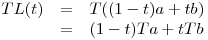 TL(t) = T((1 − t)a + tb)
= (1 − t)Ta + tTb